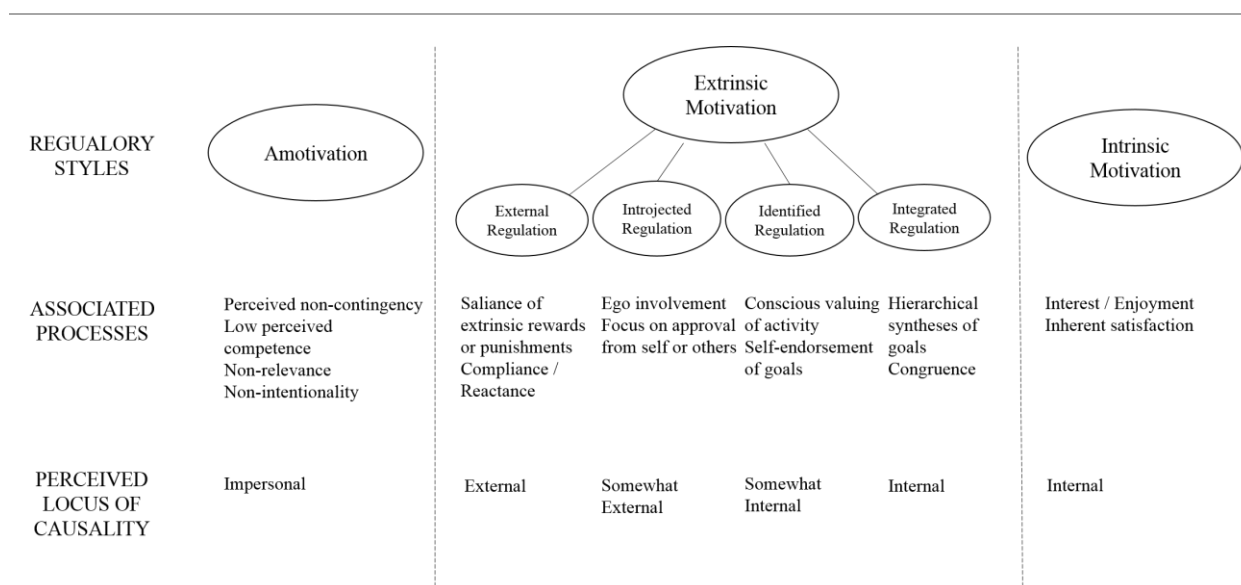 Extrinsic
Motivation
REGUALORY
STYLES
Amotivation
Intrinsic
Motivation
External
Regulation
Introjected
Regulation
Identified
Regulation
Integrated
Regulation
ASSOCIATED
PROCESSES
Perceived non-contingency
Low perceived
competence
Non-relevance
Non-intentionality
Saliance of
extrinsic rewards
or punishments
Compliance /
Reactance
Ego involvement
Focus on approval
from self or others
Conscious valuing
of activity
Self-endorsement
of goals
Hierarchical
syntheses of
goals
Congruence
Interest / Enjoyment
Inherent satisfaction
PERCEIVED
LOCUS OF
CAUSALITY
Impersonal
External
Somewhat
External
Somewhat
Internal
Internal
Internal